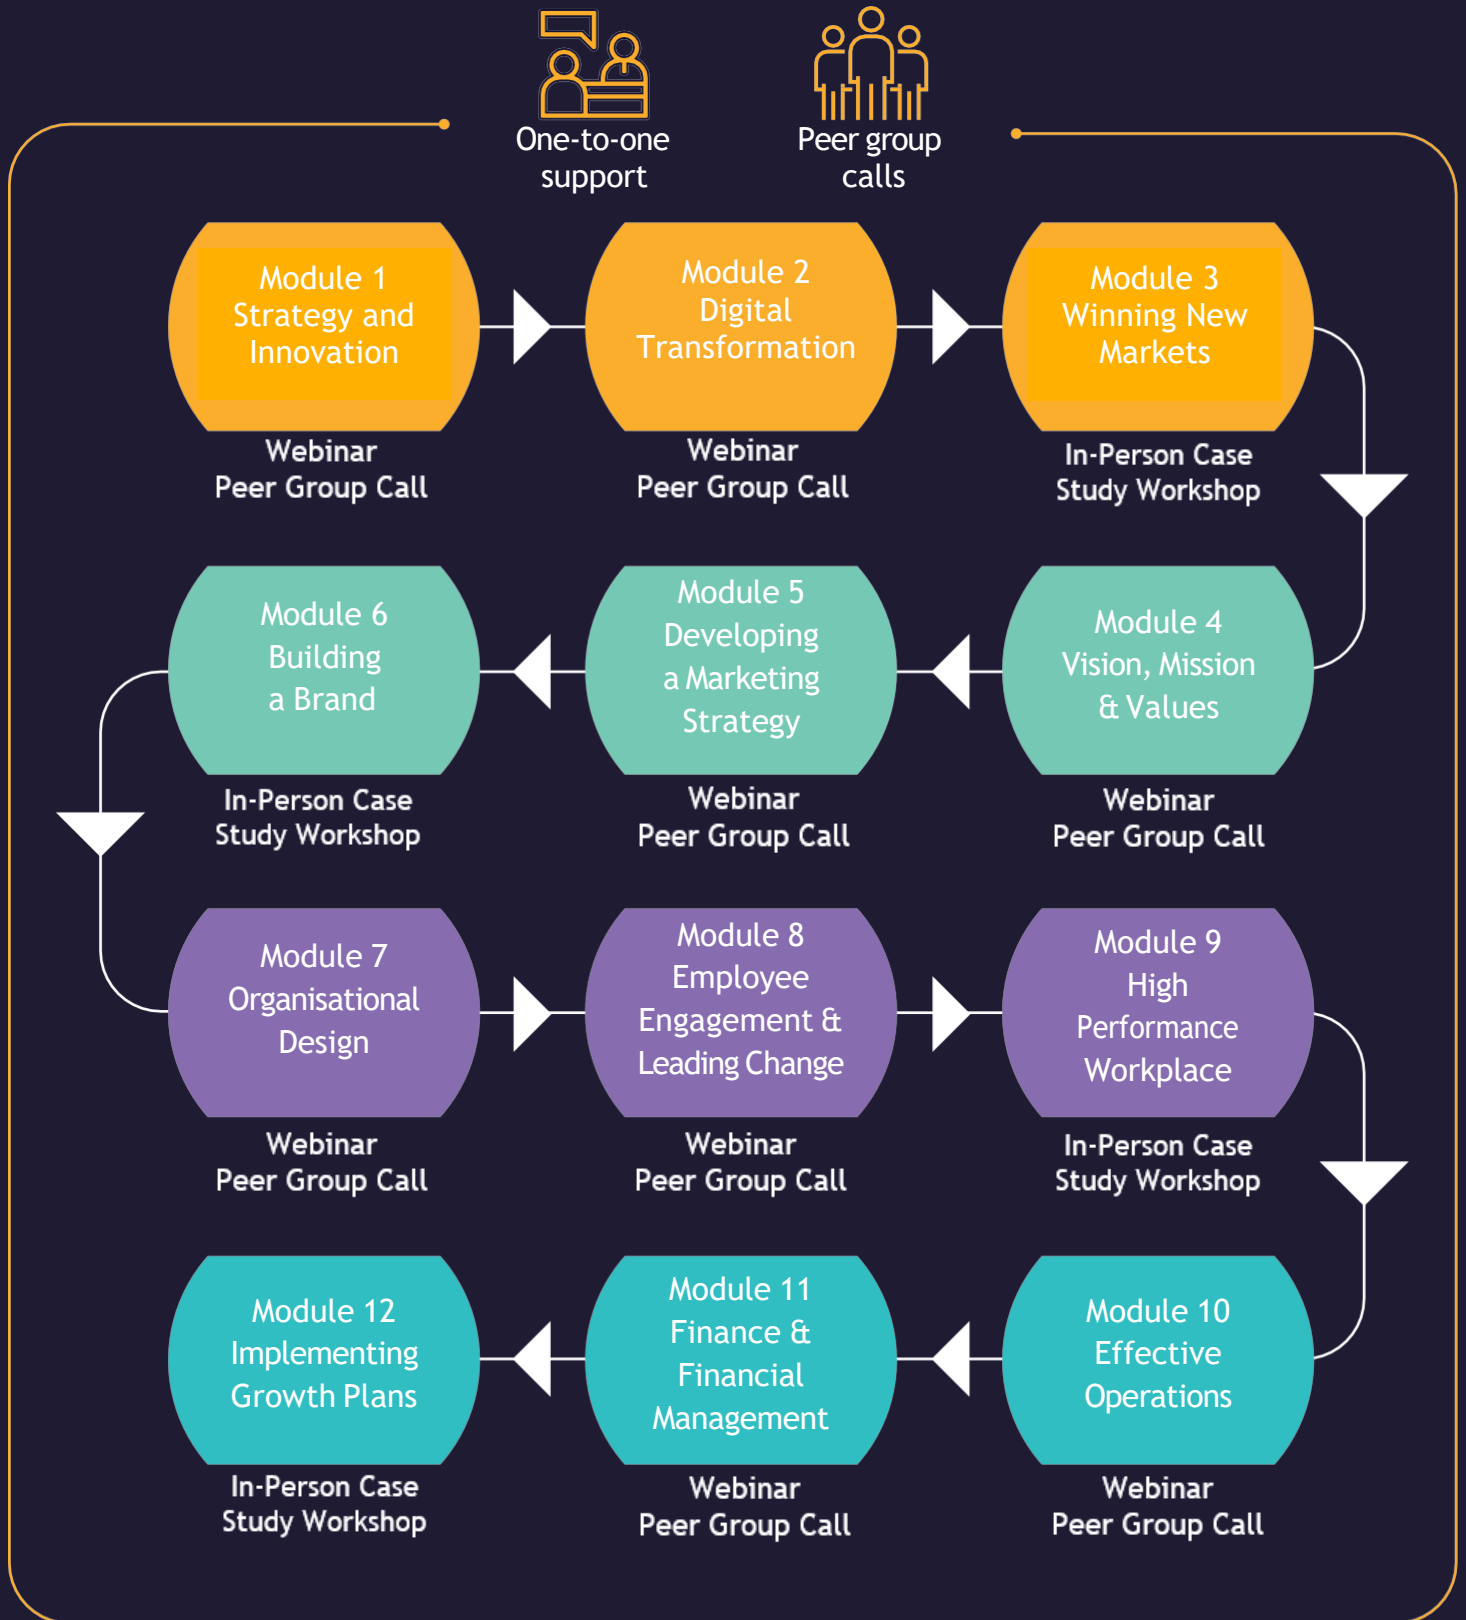 One-to-one
support
Peer group
calls
Module 1
Strategy and
Innovation
Webinar
Peer Group Call
Module 2
Digital
Transformation
Webinar
Peer Group Call
Module 3
Winning New
Markets
In-Person Case
Study Workshop
Module 4
Vision, Mission
& Values
Webinar
Peer Group Call
Module 5
Developing
a Marketing
Strategy
Webinar
Peer Group Call
Module 6
Building
a Brand
In-Person Case
Study Workshop
Module 7
Organisational
Design
Webinar
Peer Group Call
Module 8
Employee
Engagement &
Leading Change
Webinar
Peer Group Call
Module 9
High
Performance
Workplace
In-Person Case
Study Workshop
Module 10
Effective
Operations
Webinar
Peer Group Call
Module 11
Finance &
Financial
Management
Webinar
Peer Group Call
Module 12
Implementing
Growth Plans
In-Person Case
Study Workshop